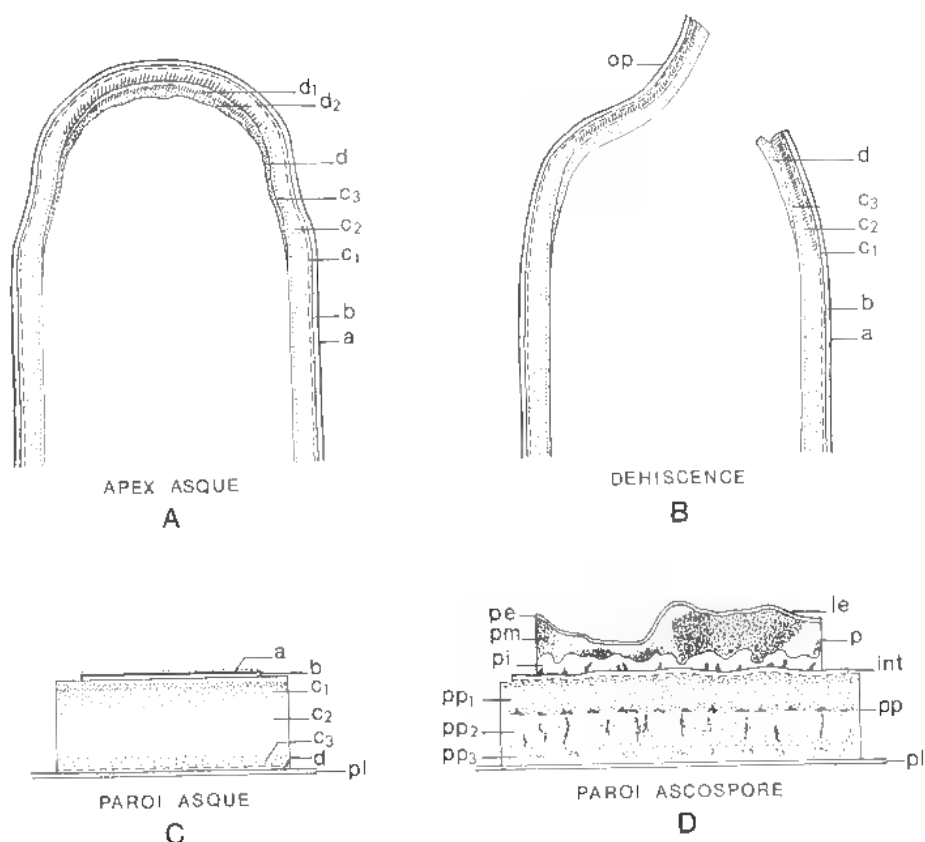 d1
d2
d
c3
c2
c1
b
a
APEX ASQUE
A
op
d
c3
c2
c1
b
a
DEHISCENCE
B
a
b
c1
c2
c3
d
pl
PAROI ASQUE
C
pe
pm
pi
pp1
pp2
pp3
le
p
int
pp
pl
PAROI ASCOSPORE
D